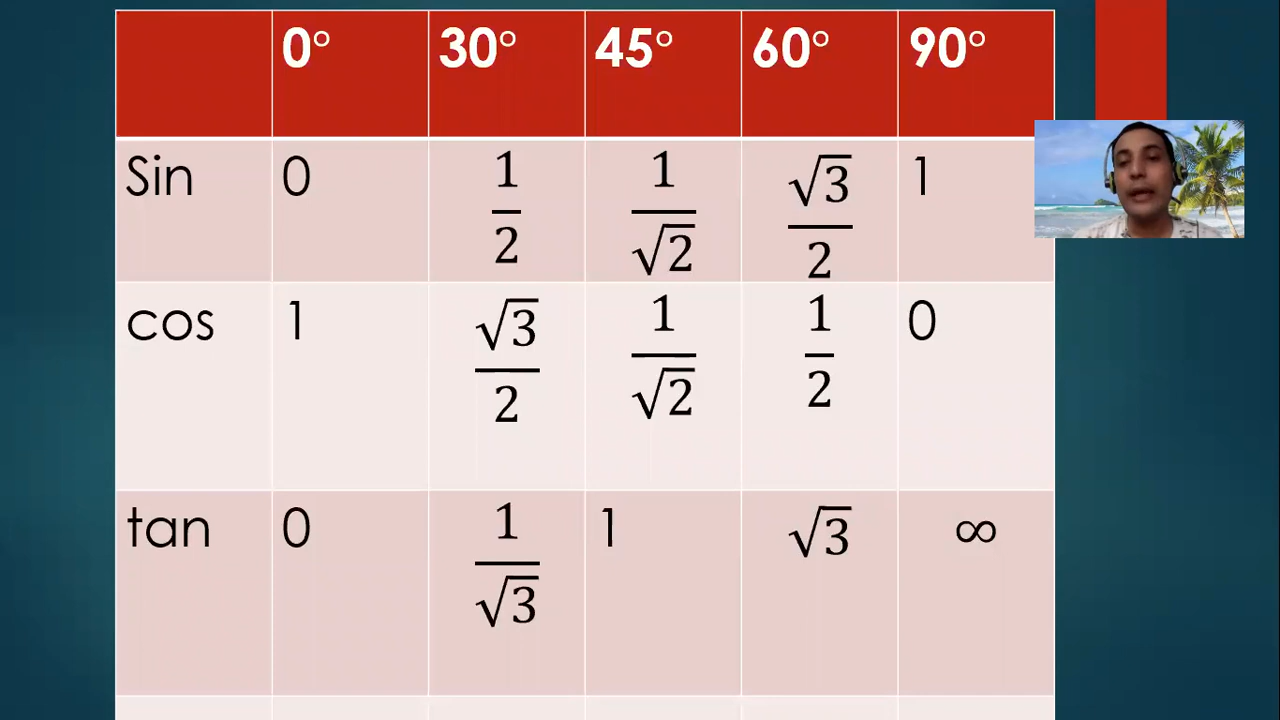 0° 30° 45° 60° 90°
Sin 0 1/2 1/√2 √3/2 1
cos 1 √3/2 1/√2 1/2 0
tan 0 1/√3 1 √3 ∞